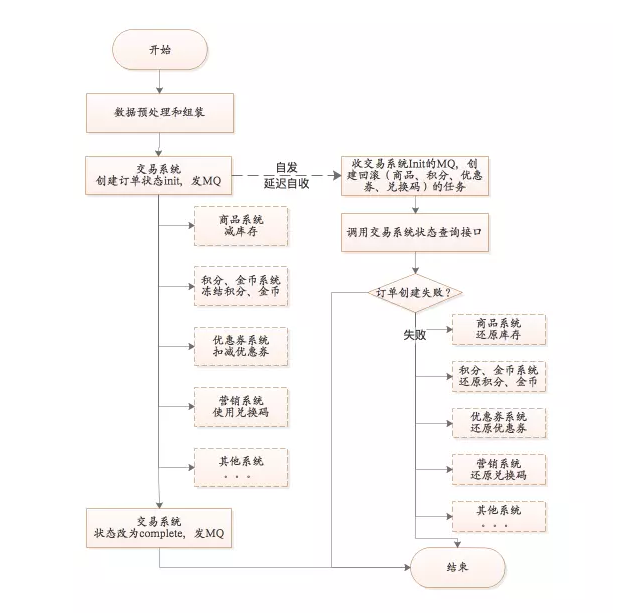 开始
数据预处理和组装
交易系统
创建订单状态init，发MQ
商品系统
减库存
积分、金币系统
冻结积分、金币
优惠券系统
扣减优惠券
营销系统
使用兑换码
其他系统
...
交易系统
状态改为complete，发MQ
自发
延迟自收
收交易系统Init的MQ，创
建回滚（商品、积分、优惠
券、兑换码）的任务
调用交易系统状态查询接口
订单创建失败？
失败
商品系统
还原库存
积分、金币系统
还原积分、金币
优惠券系统
还原优惠券
营销系统
还原兑换码
其他系统
...
结束